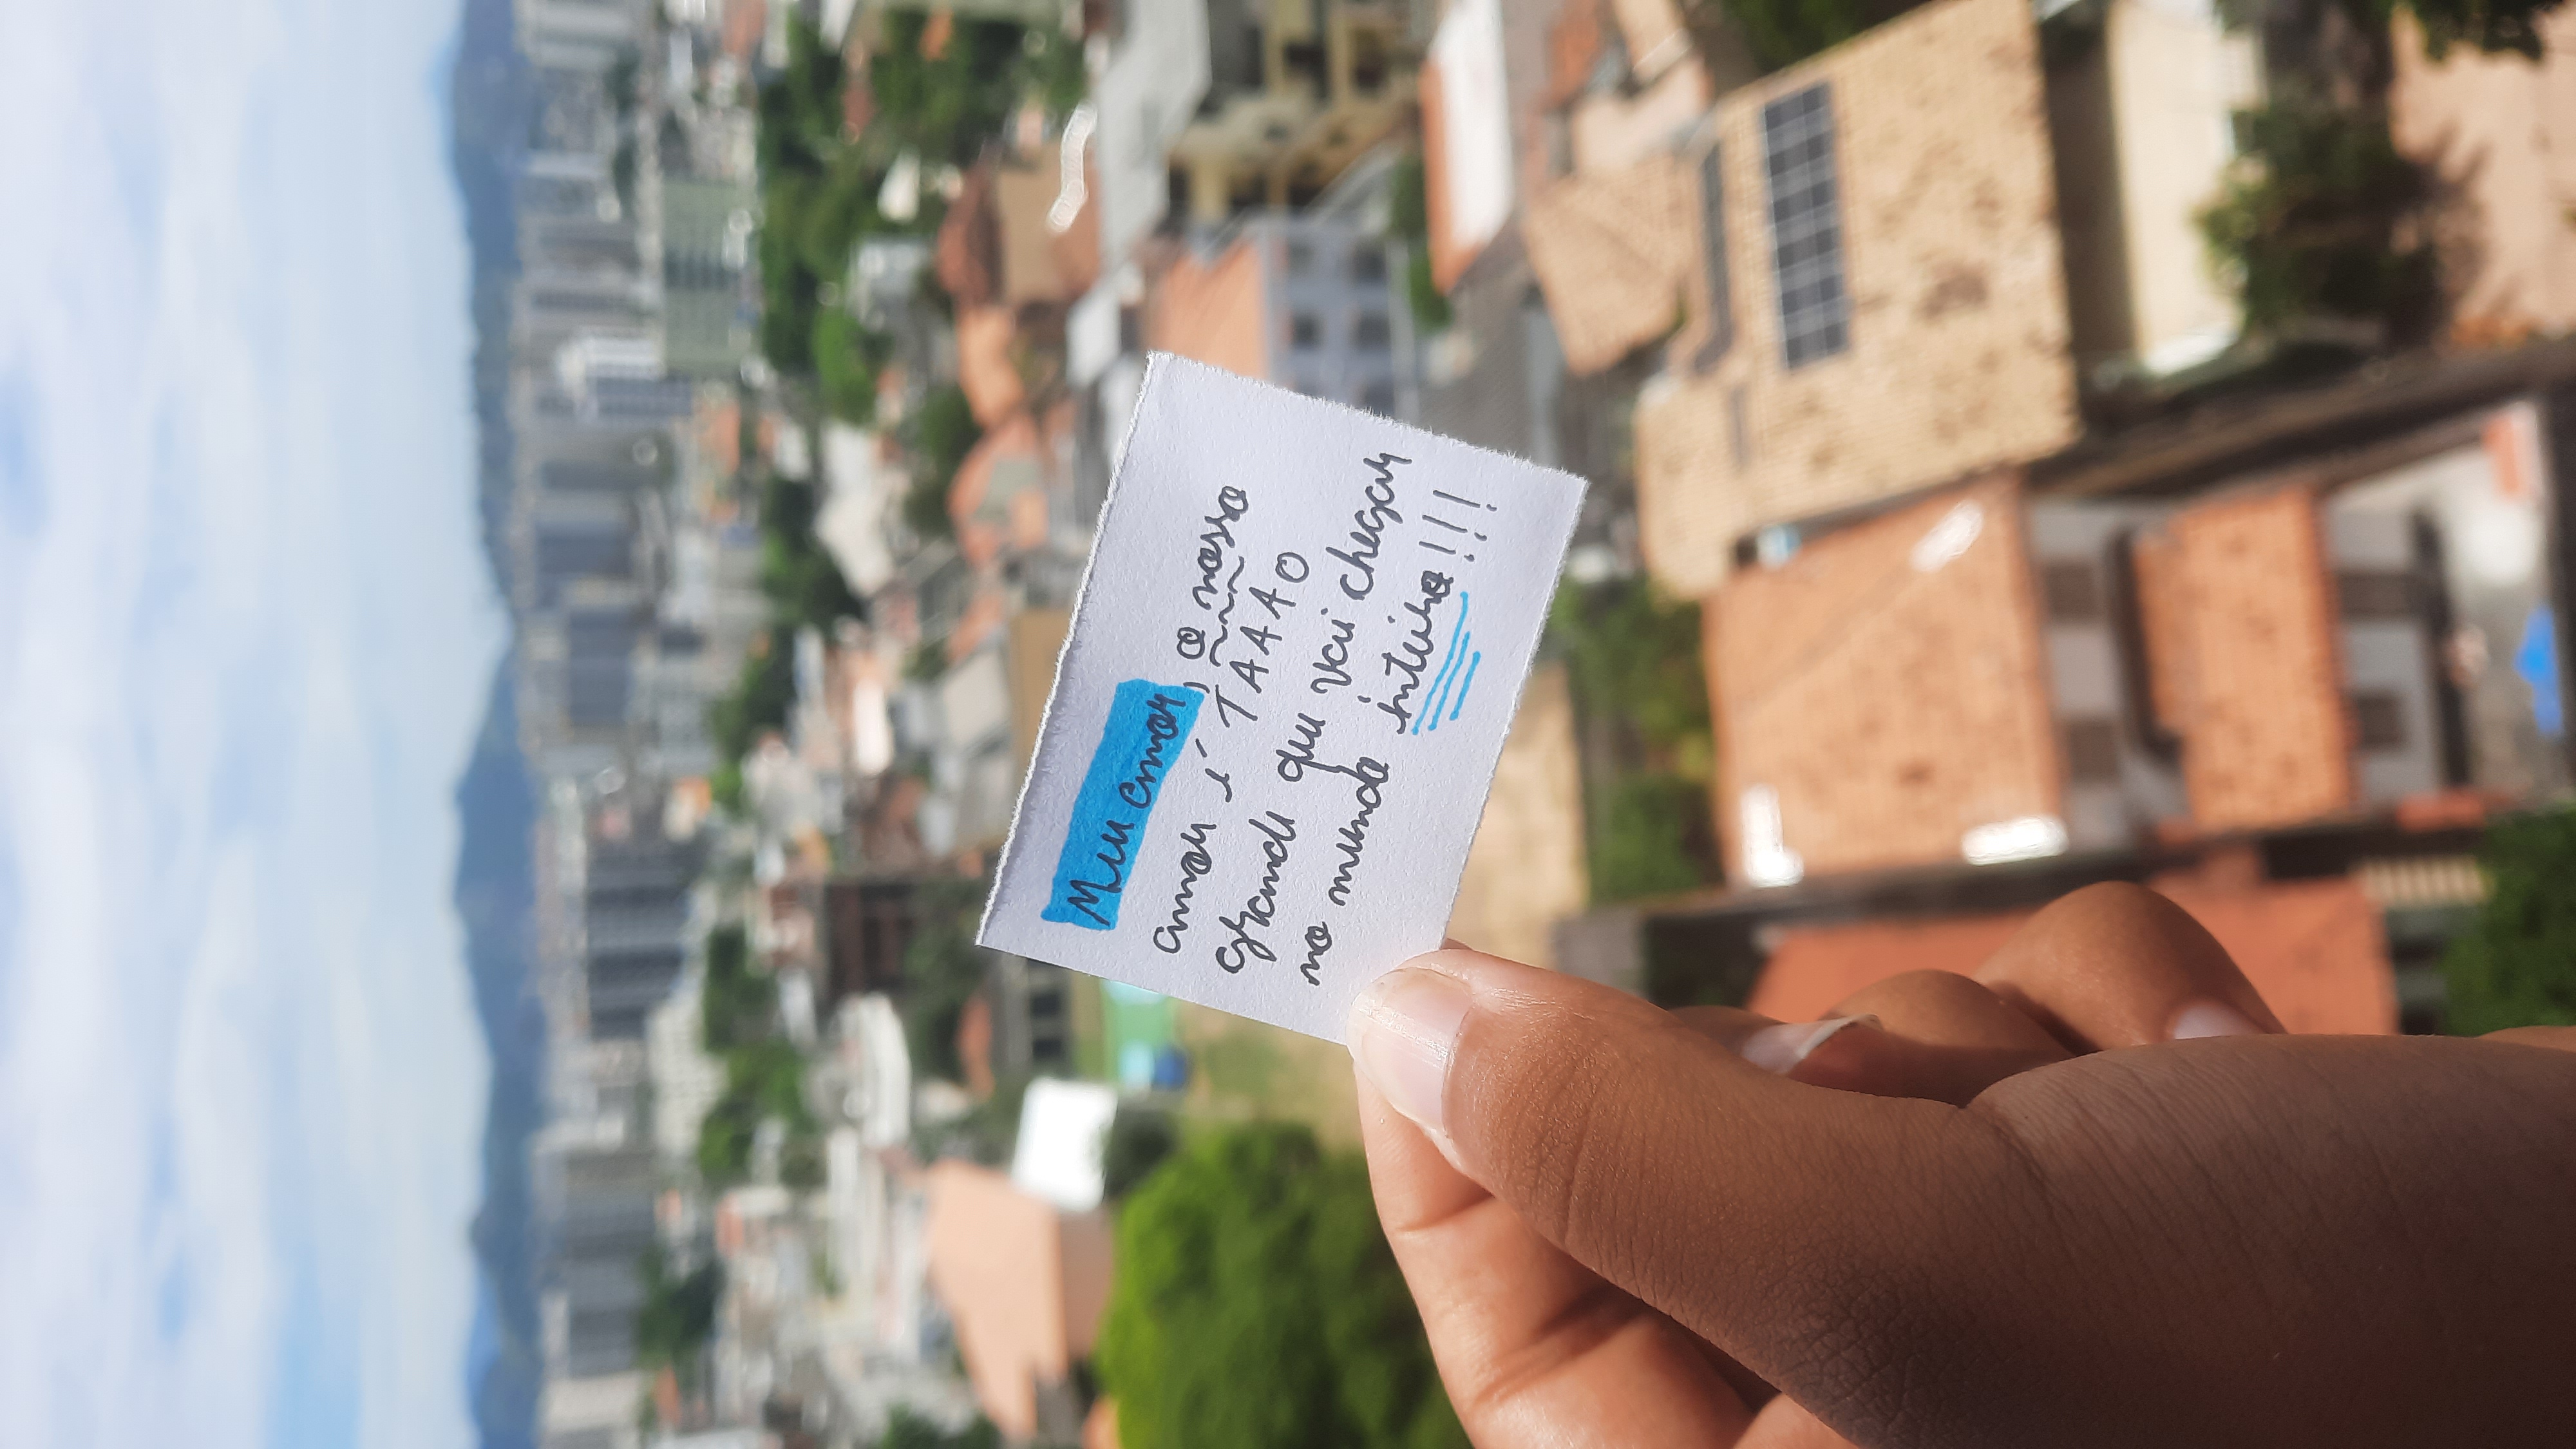 Meu amor, o nosso
amor é TÃÃÃO
grande que vai chegar
no mundo inteiro!!!